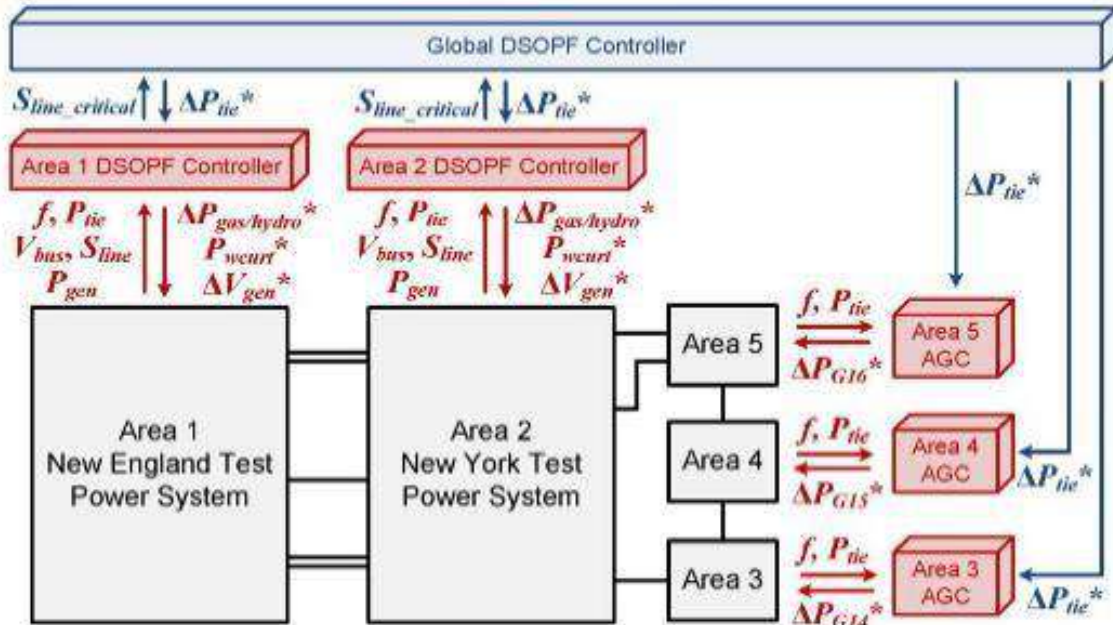 Global DSOPF Controller
S_line_critical ΔP_tie* S_line_critical ΔP_tie*
Area 1 DSOPF Controller Area 2 DSOPF Controller
ΔP_tie*
f, P_tie ΔP_gas/hydro* f, P_tie ΔP_gas/hydro*
V_bus, S_line P_wcurt* V_bus, S_line P_wcurt*
P_gen ΔV_gen* P_gen ΔV_gen*
Area 1
New England Test
Power System
Area 2
New York Test
Power System
Area 5
f, P_tie
ΔP_G16*
Area 5
AGC
Area 4
f, P_tie
ΔP_G15*
Area 4
AGC
ΔP_tie*
Area 3
f, P_tie
ΔP_G14*
Area 3
AGC
ΔP_tie*